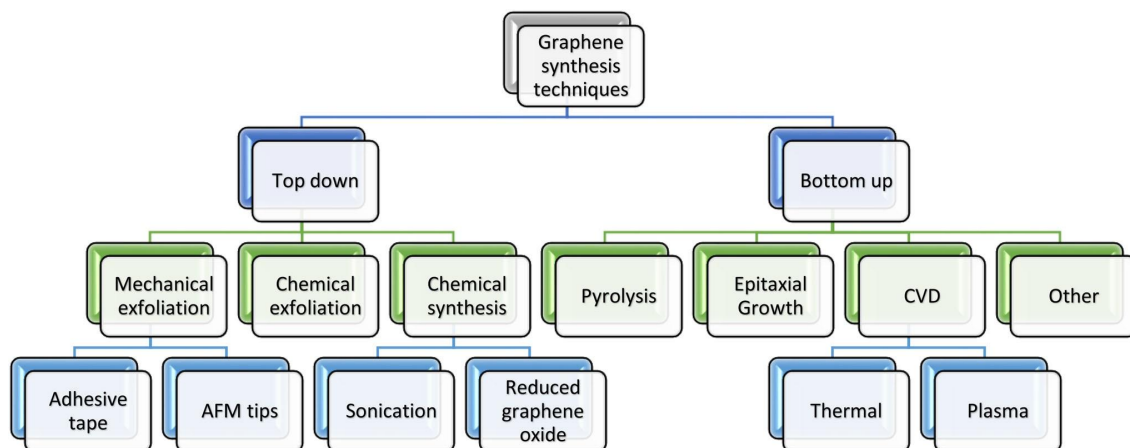 Graphene
synthesis
techniques
Top down
Bottom up
Mechanical
exfoliation
Chemical
exfoliation
Chemical
synthesis
Pyrolysis
Epitaxial
Growth
CVD
Other
Adhesive
tape
AFM tips
Sonication
Reduced
graphene
oxide
Thermal
Plasma